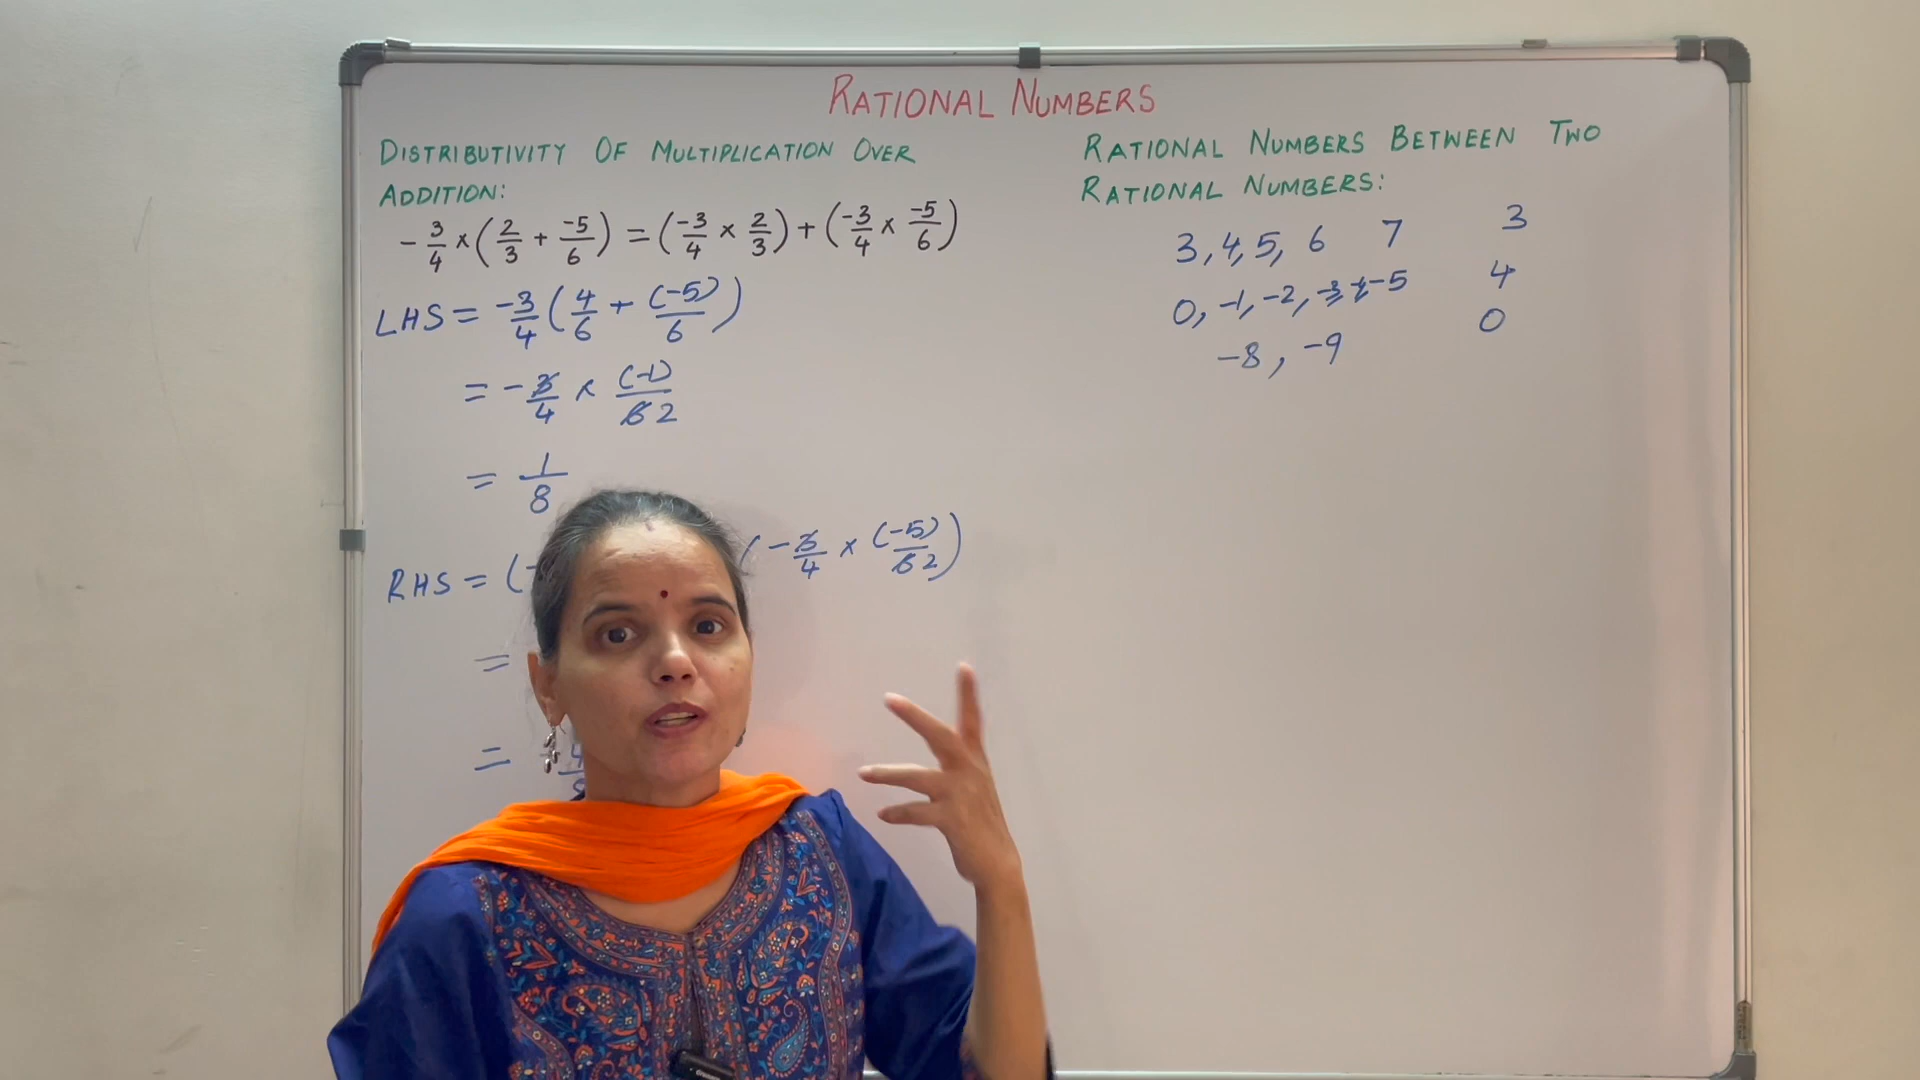 RATIONAL NUMBERS
DISTRIBUTIVITY OF MULTIPLICATION OVER
ADDITION:
-3/4 × (2/3 + -5/6) = (-3/4 × 2/3) + (-3/4 × -5/6)
LHS = -3/4 (4/6 + (-5)/6)
= -3/4 × (-1)/6 2
= 1/8
RHS = (- (-3/4 × (-5)/6 2)
=
= 4
RATIONAL NUMBERS BETWEEN TWO
RATIONAL NUMBERS:
3, 4, 5, 6 7 3
0, -1, -2, -3, -4 -5 4
-8, -9 0